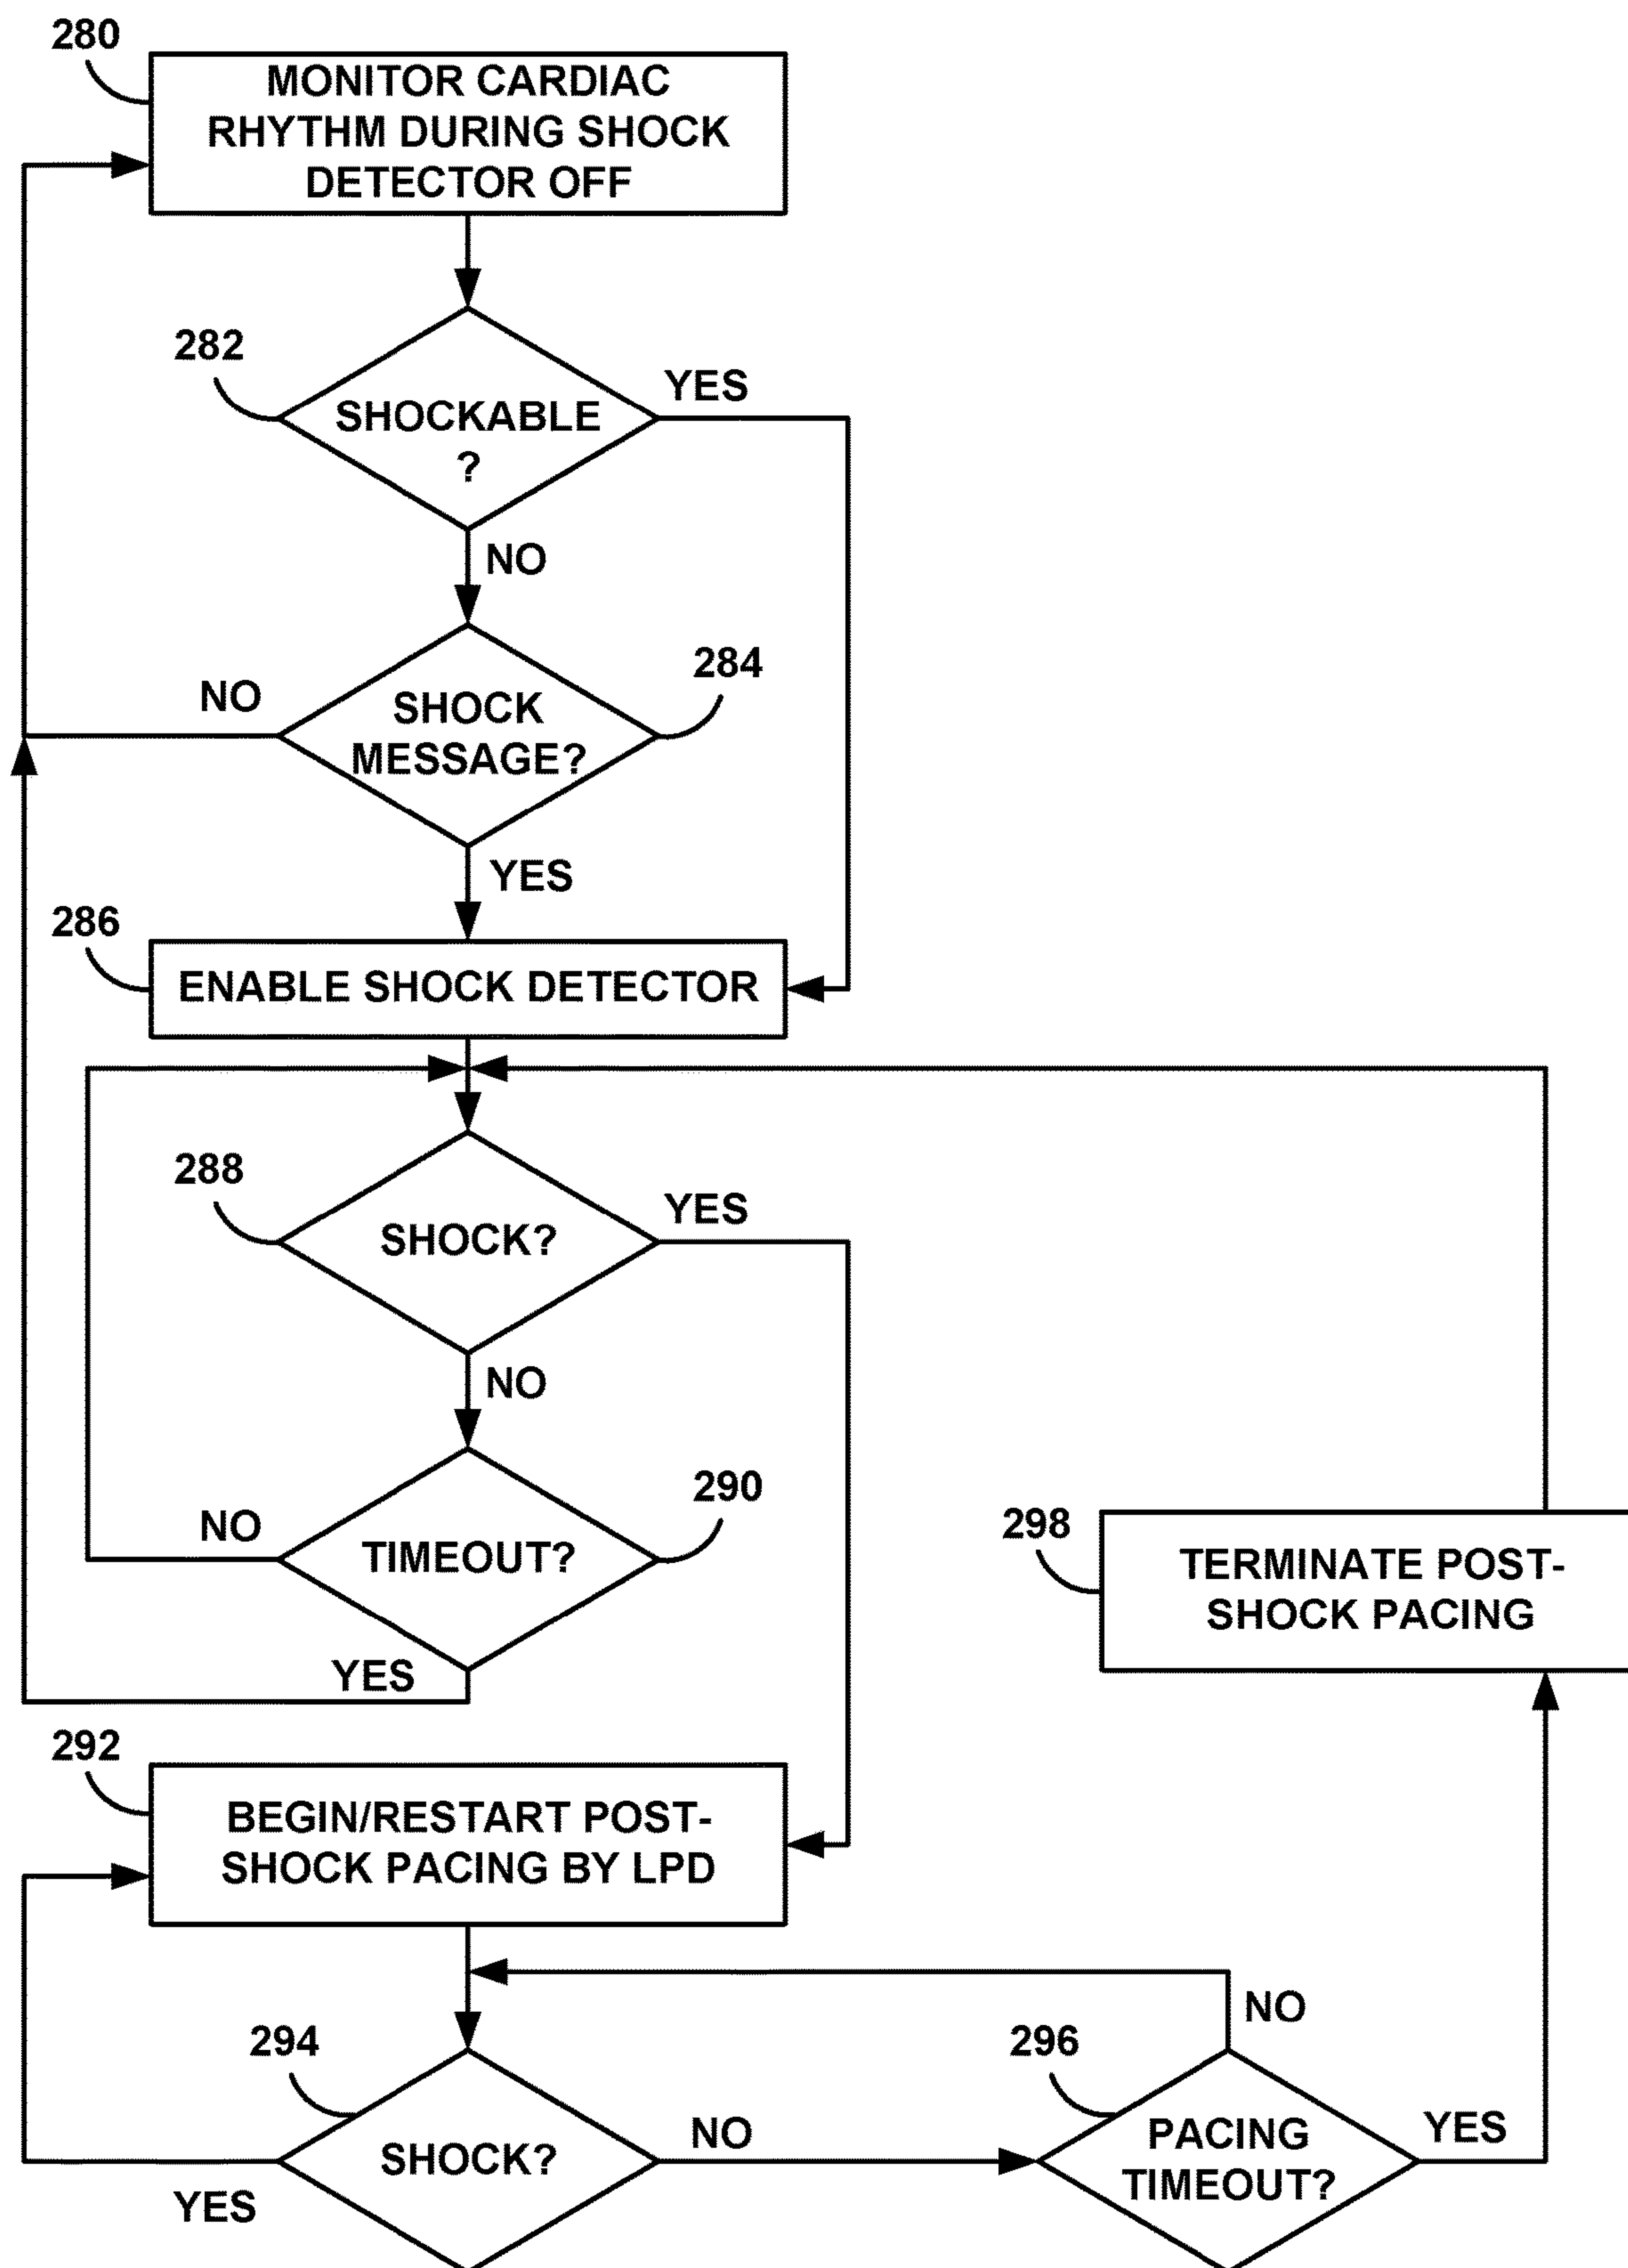 280
MONITOR CARDIAC
RHYTHM DURING SHOCK
DETECTOR OFF
282
SHOCKABLE
?
YES
NO
284
SHOCK
MESSAGE?
NO
YES
286
ENABLE SHOCK DETECTOR
288
SHOCK?
YES
NO
290
TIMEOUT?
NO
YES
298
TERMINATE POST-
SHOCK PACING
292
BEGIN/RESTART POST-
SHOCK PACING BY LPD
294
SHOCK?
YES
NO
296
PACING
TIMEOUT?
NO
YES